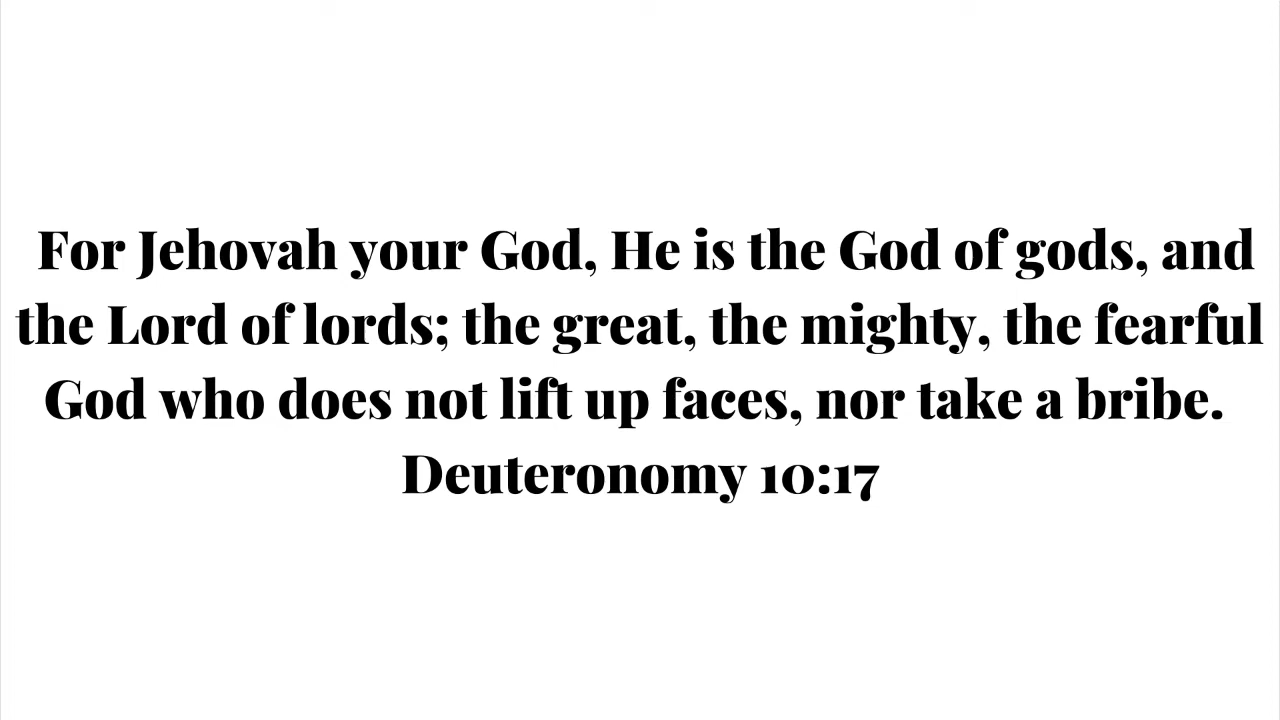 For Jehovah your God, He is the God of gods, and
the Lord of lords; the great, the mighty, the fearful
God who does not lift up faces, nor take a bribe.
Deuteronomy 10:17